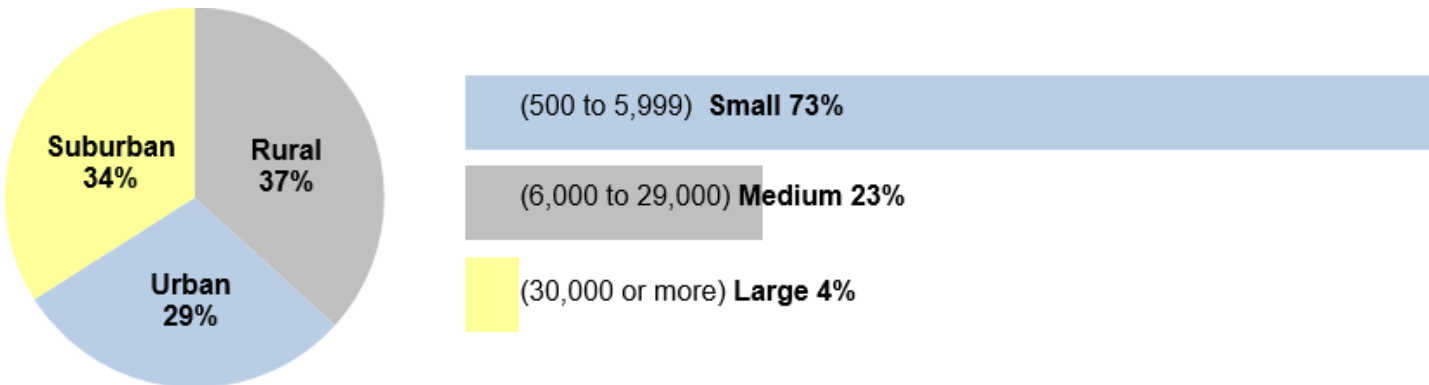 Suburban
34%
Rural
37%
Urban
29%
(500 to 5,999) Small 73%
(6,000 to 29,000) Medium 23%
(30,000 or more) Large 4%